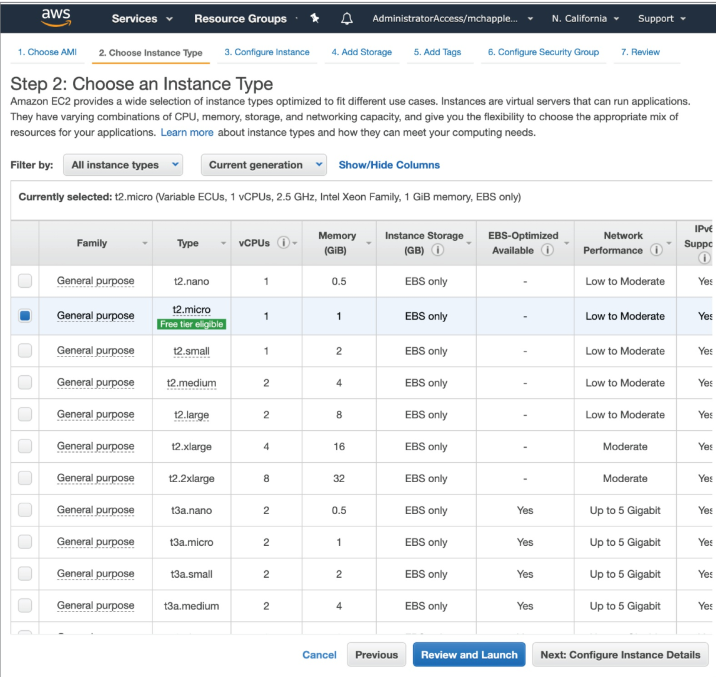 aws Services Resource Groups AdministratorAccess/mchapple... N. California Support
1. Choose AMI 2. Choose Instance Type 3. Configure Instance 4. Add Storage 5. Add Tags 6. Configure Security Group 7. Review
Step 2: Choose an Instance Type
Amazon EC2 provides a wide selection of instance types optimized to fit different use cases. Instances are virtual servers that can run applications.
They have varying combinations of CPU, memory, storage, and networking capacity, and give you the flexibility to choose the appropriate mix of
resources for your applications. Learn more about instance types and how they can meet your computing needs.
Filter by: All instance types Current generation Show/Hide Columns
Currently selected: t2.micro (Variable ECUs, 1 vCPUs, 2.5 GHz, Intel Xeon Family, 1 GiB memory, EBS only)
Family Type vCPUs Memory (GiB) Instance Storage (GB) EBS-Optimized Available Network Performance IPv6
General purpose t2.nano 1 0.5 EBS only - Low to Moderate Yes
General purpose t2.micro 1 1 EBS only - Low to Moderate Yes
Free tier eligible
General purpose t2.small 1 2 EBS only - Low to Moderate Yes
General purpose t2.medium 2 4 EBS only - Low to Moderate Yes
General purpose t2.large 2 8 EBS only - Low to Moderate Yes
General purpose t2.xlarge 4 16 EBS only - Moderate Yes
General purpose t2.2xlarge 8 32 EBS only - Moderate Yes
General purpose t3a.nano 2 0.5 EBS only Yes Up to 5 Gigabit Yes
General purpose t3a.micro 2 1 EBS only Yes Up to 5 Gigabit Yes
General purpose t3a.small 2 2 EBS only Yes Up to 5 Gigabit Yes
General purpose t3a.medium 2 4 EBS only Yes Up to 5 Gigabit Yes
Cancel Previous Review and Launch Next: Configure Instance Details